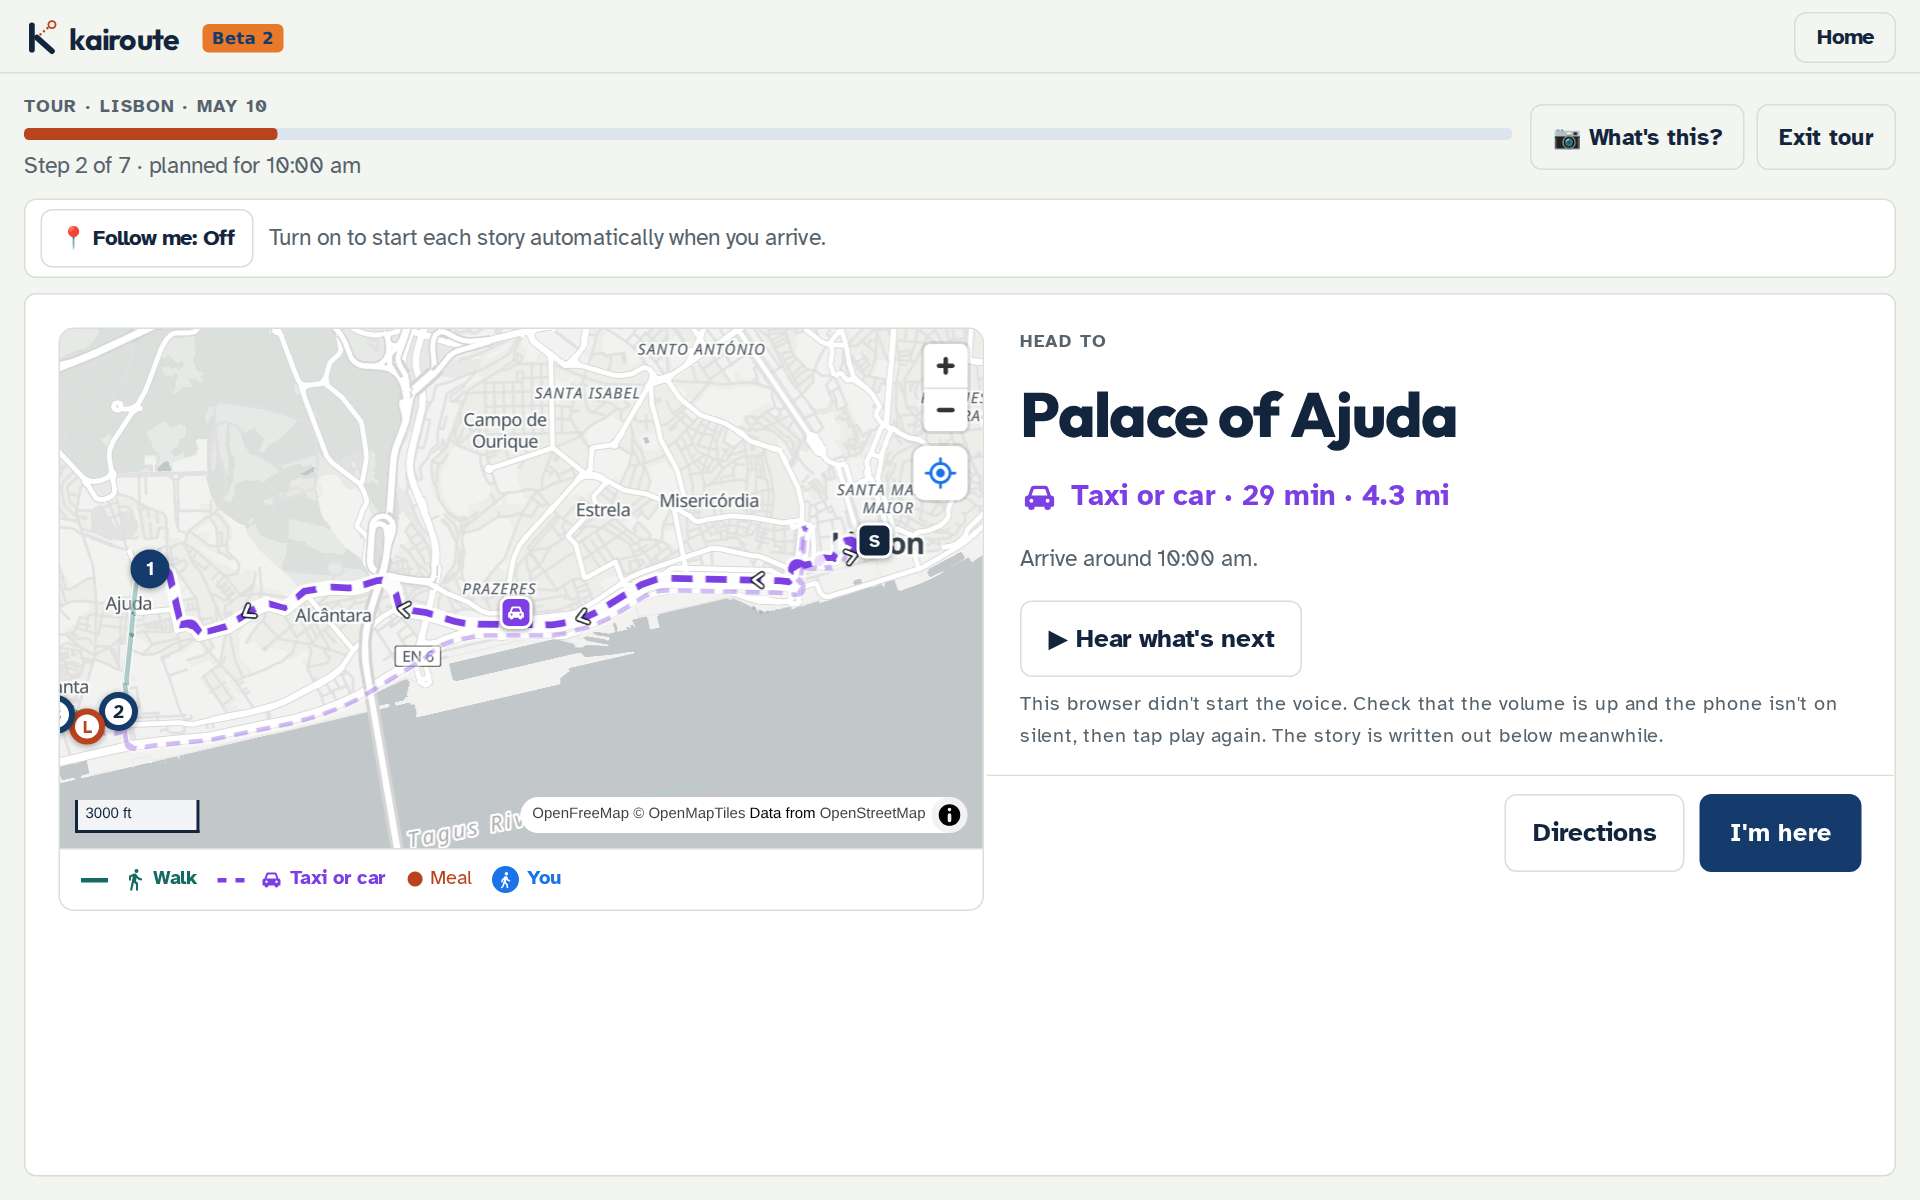 kairoute
Beta 2
Home
TOUR · LISBON · MAY 10
Step 2 of 7 · planned for 10:00 am
What's this?
Exit tour
Follow me: Off
Turn on to start each story automatically when you arrive.
SANTO ANTÓNIO
SANTA ISABEL
Campo de
Ourique
Estrela
Misericórdia
MAIOR
S
1
Ajuda
PRAZERES
Alcântara
EN 6
2
L
3000 ft
Tagus
OpenFreeMap © OpenMapTiles Data from OpenStreetMap
Walk
Taxi or car
Meal
You
HEAD TO
Palace of Ajuda
Taxi or car · 29 min · 4.3 mi
Arrive around 10:00 am.
▶ Hear what's next
This browser didn't start the voice. Check that the volume is up and the phone isn't on
silent, then tap play again. The story is written out below meanwhile.
Directions
I'm here